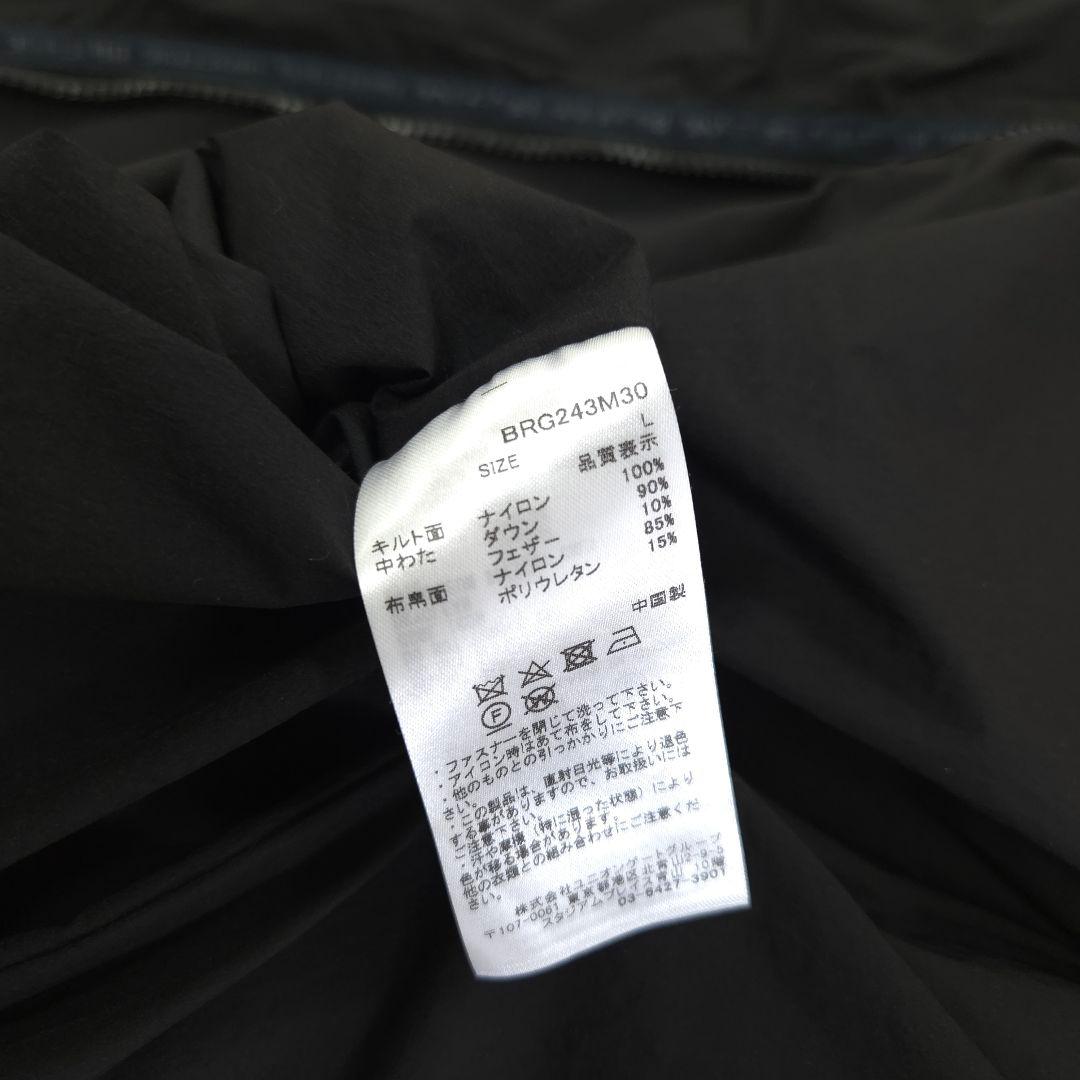 BRG243M30
SIZE L
品質表示
キルト面 ナイロン 100%
中わた ダウン 90%
フェザー 10%
布帛面 ナイロン 85%
ポリウレタン 15%
中国製
F
W
・ファスナーを閉じて洗って下さい。
・アイロン時はあて布をして下さい。
・他のものとの引っかかりにご注意下
さい。
・この製品は、直射日光等により退色
する事がありますので、お取扱いには
ご注意下さい。
・汗や摩擦(特に湿った状態)により
色が移る場合があります。
他の衣類との組み合わせにご注意くだ
さい。
株式会社ユニオンゲートグループ
〒107-0061 東京都港区北青山2-9-5
スタジアムプレイス青山 10階
03-6427-3901